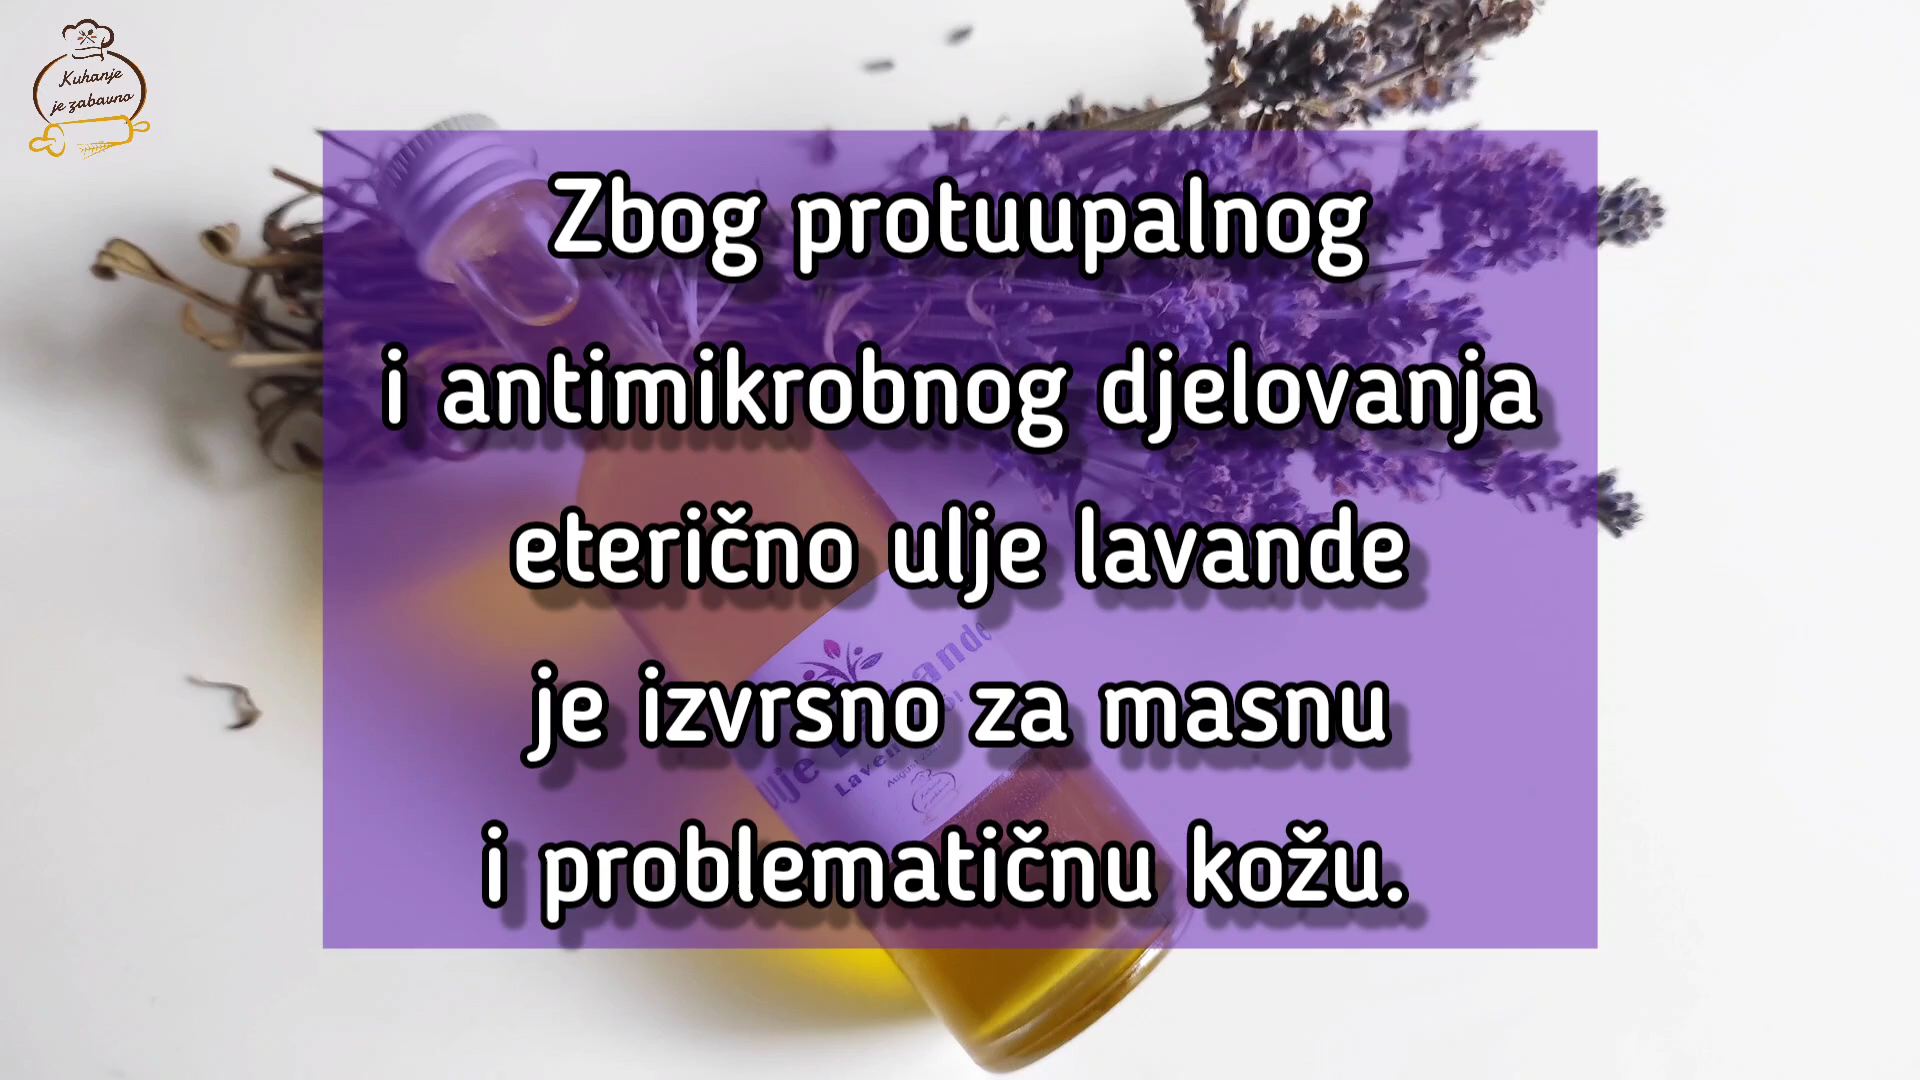 Kuhanje
je zabavno
Zbog protuupalnog
i antimikrobnog djelovanja
eterično ulje lavande
je izvrsno za masnu
i problematičnu kožu.